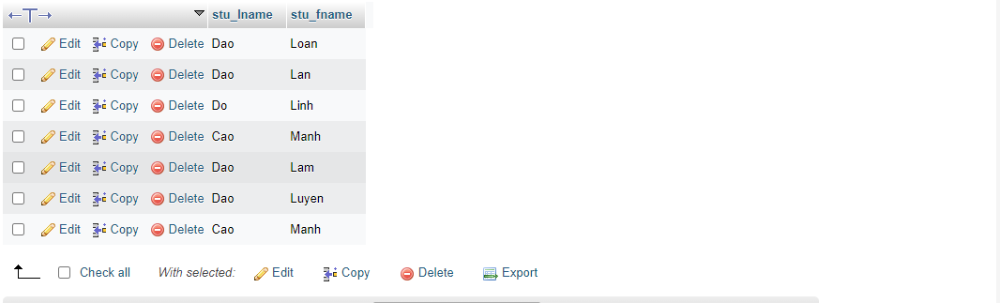 stu_lname stu_fname
Edit Copy Delete Dao Loan
Edit Copy Delete Dao Lan
Edit Copy Delete Do Linh
Edit Copy Delete Cao Manh
Edit Copy Delete Dao Lam
Edit Copy Delete Dao Luyen
Edit Copy Delete Cao Manh
Check all With selected: Edit Copy Delete Export